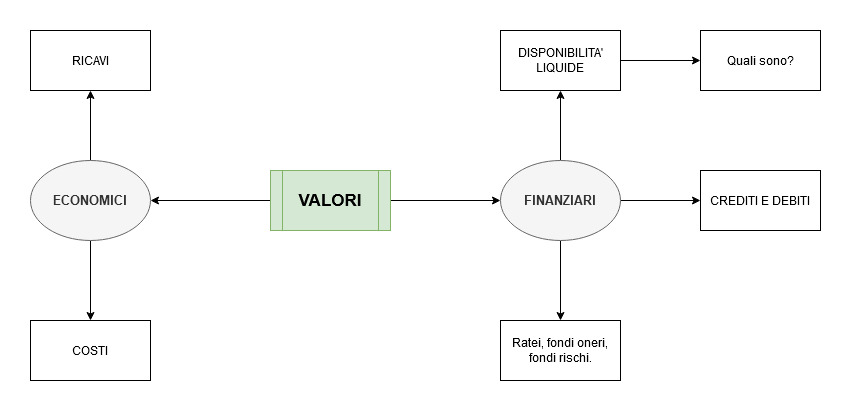 RICAVI
DISPONIBILITA'
LIQUIDE
Quali sono?
ECONOMICI
VALORI
FINANZIARI
CREDITI E DEBITI
COSTI
Ratei, fondi oneri,
fondi rischi.